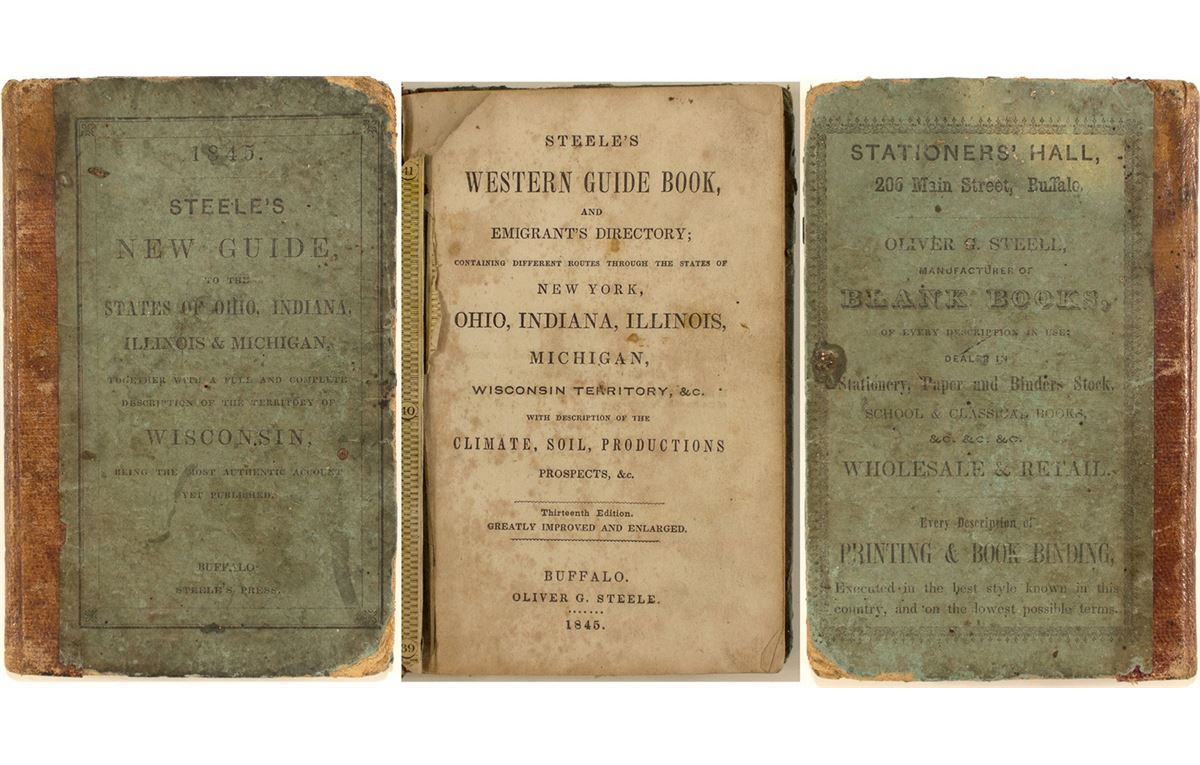 1845.
STEELE'S
NEW GUIDE,
TO THE
STATES OF OHIO, INDIANA,
ILLINOIS & MICHIGAN,
TOGETHER WITH A FULL AND COMPLETE
DESCRIPTION OF THE TERRITORY OF
WISCONSIN,
BEING THE MOST AUTHENTIC ACCOUNT
YET PUBLISHED.
BUFFALO:
STEELE'S PRESS.
41
40
39
STEELE'S
WESTERN GUIDE BOOK,
AND
EMIGRANT'S DIRECTORY;
CONTAINING DIFFERENT ROUTES THROUGH THE STATES OF
NEW YORK,
OHIO, INDIANA, ILLINOIS,
MICHIGAN,
WISCONSIN TERRITORY, &C.
WITH DESCRIPTION OF THE
CLIMATE, SOIL, PRODUCTIONS
PROSPECTS, &c.
Thirteenth Edition.
GREATLY IMPROVED AND ENLARGED.
BUFFALO.
OLIVER G. STEELE.
1845.
STATIONERS' HALL,
206 Main Street, Buffalo.
OLIVER G. STEELE,
MANUFACTURER OF
BLANK BOOKS,
OF EVERY DESCRIPTION IN USE;
DEALER IN
Stationery, Paper and Binders Stock,
SCHOOL & CLASSICAL BOOKS,
&C. &C. &C.
WHOLESALE & RETAIL.
Every Description of
PRINTING & BOOK BINDING,
Executed in the best style known in this
country, and on the lowest possible terms.